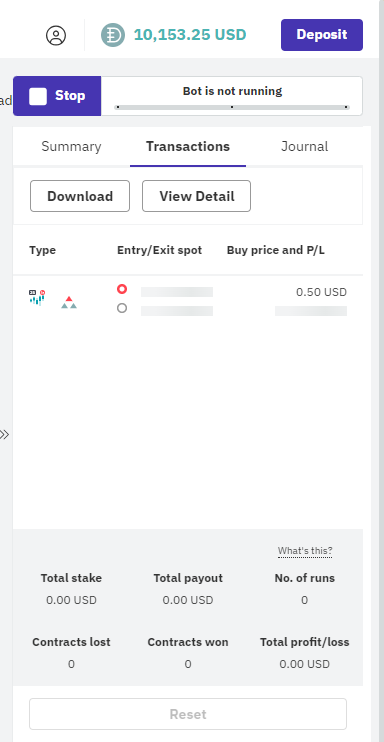 10,153.25 USD Deposit
ad Stop Bot is not running
Summary Transactions Journal
Download View Detail
Type Entry/Exit spot Buy price and P/L
0.50 USD
What's this?
Total stake Total payout No. of runs
0.00 USD 0.00 USD 0
Contracts lost Contracts won Total profit/loss
0 0 0.00 USD
Reset